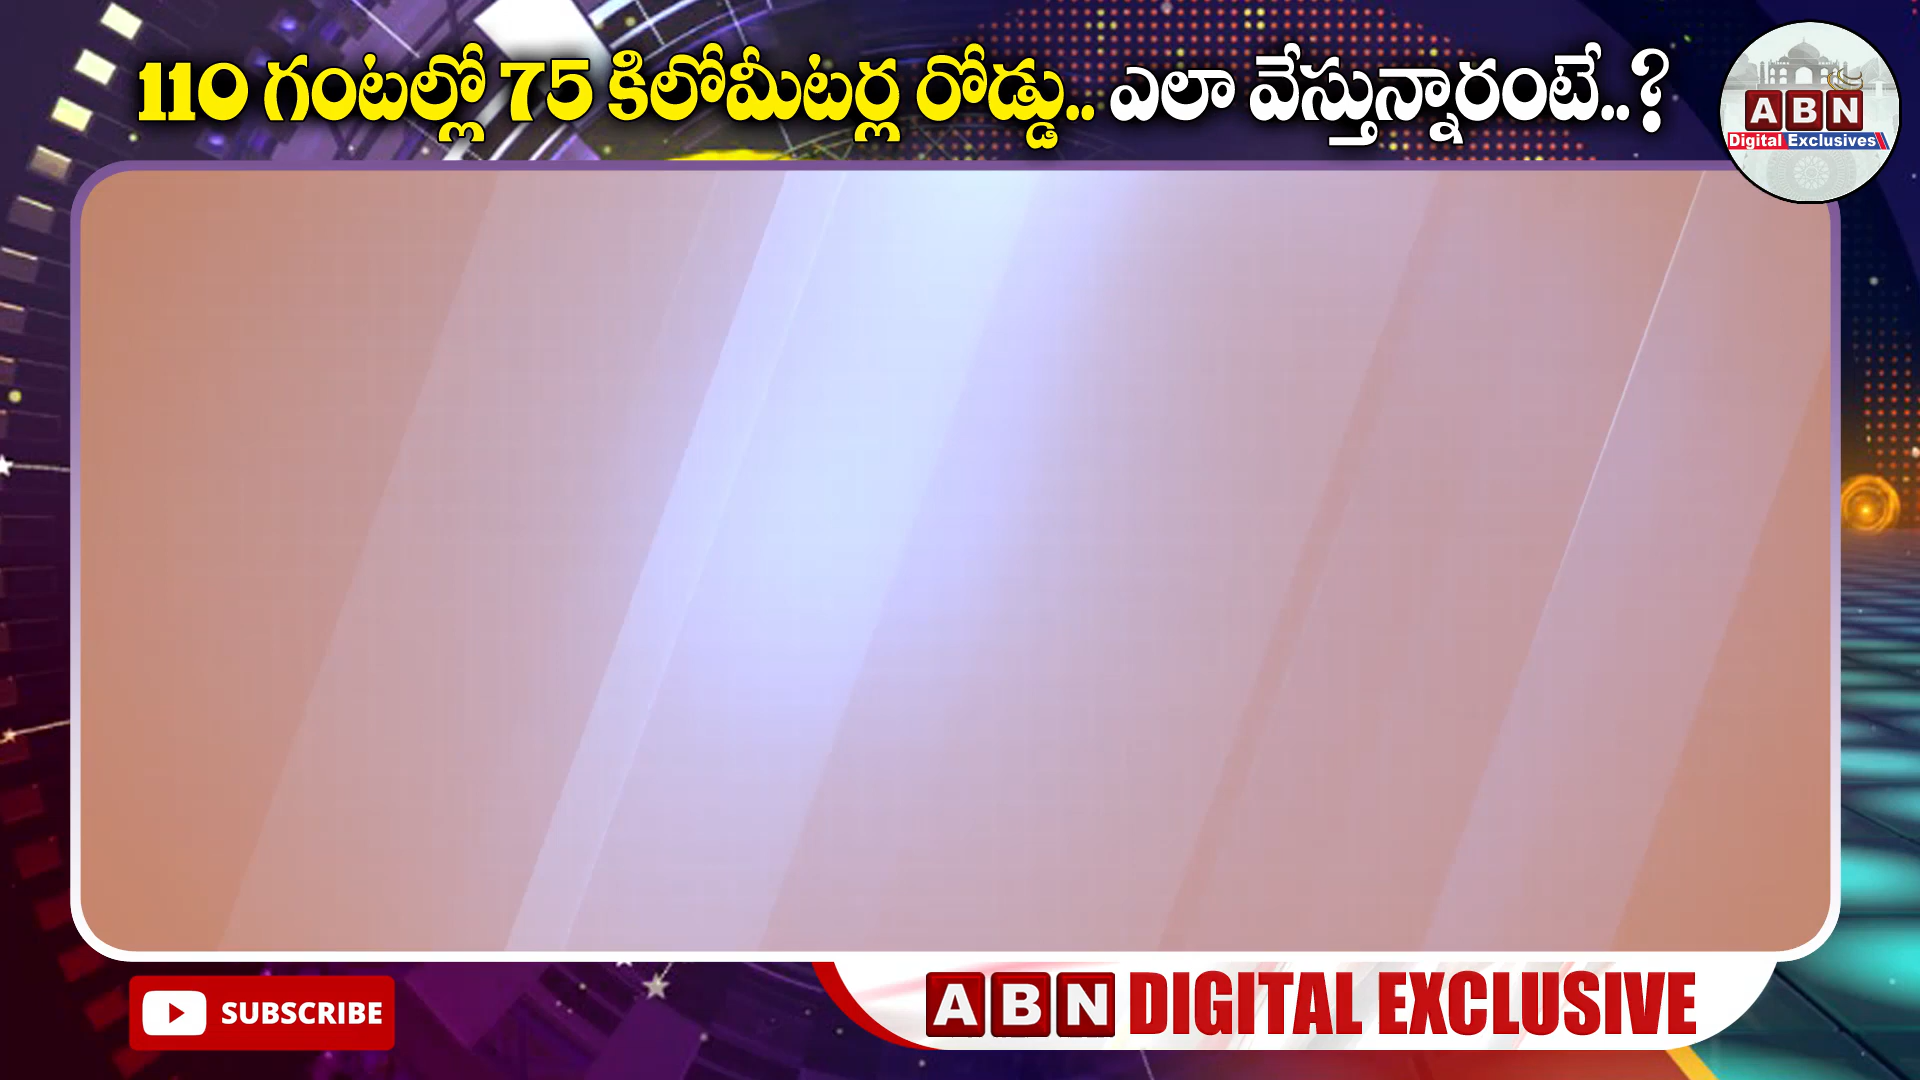 110 గంటల్లో 75 కిలోమీటర్ల రోడ్డు.. ఎలా వేస్తున్నారంటే..?
ABN
Digital Exclusives
SUBSCRIBE
ABN DIGITAL EXCLUSIVE